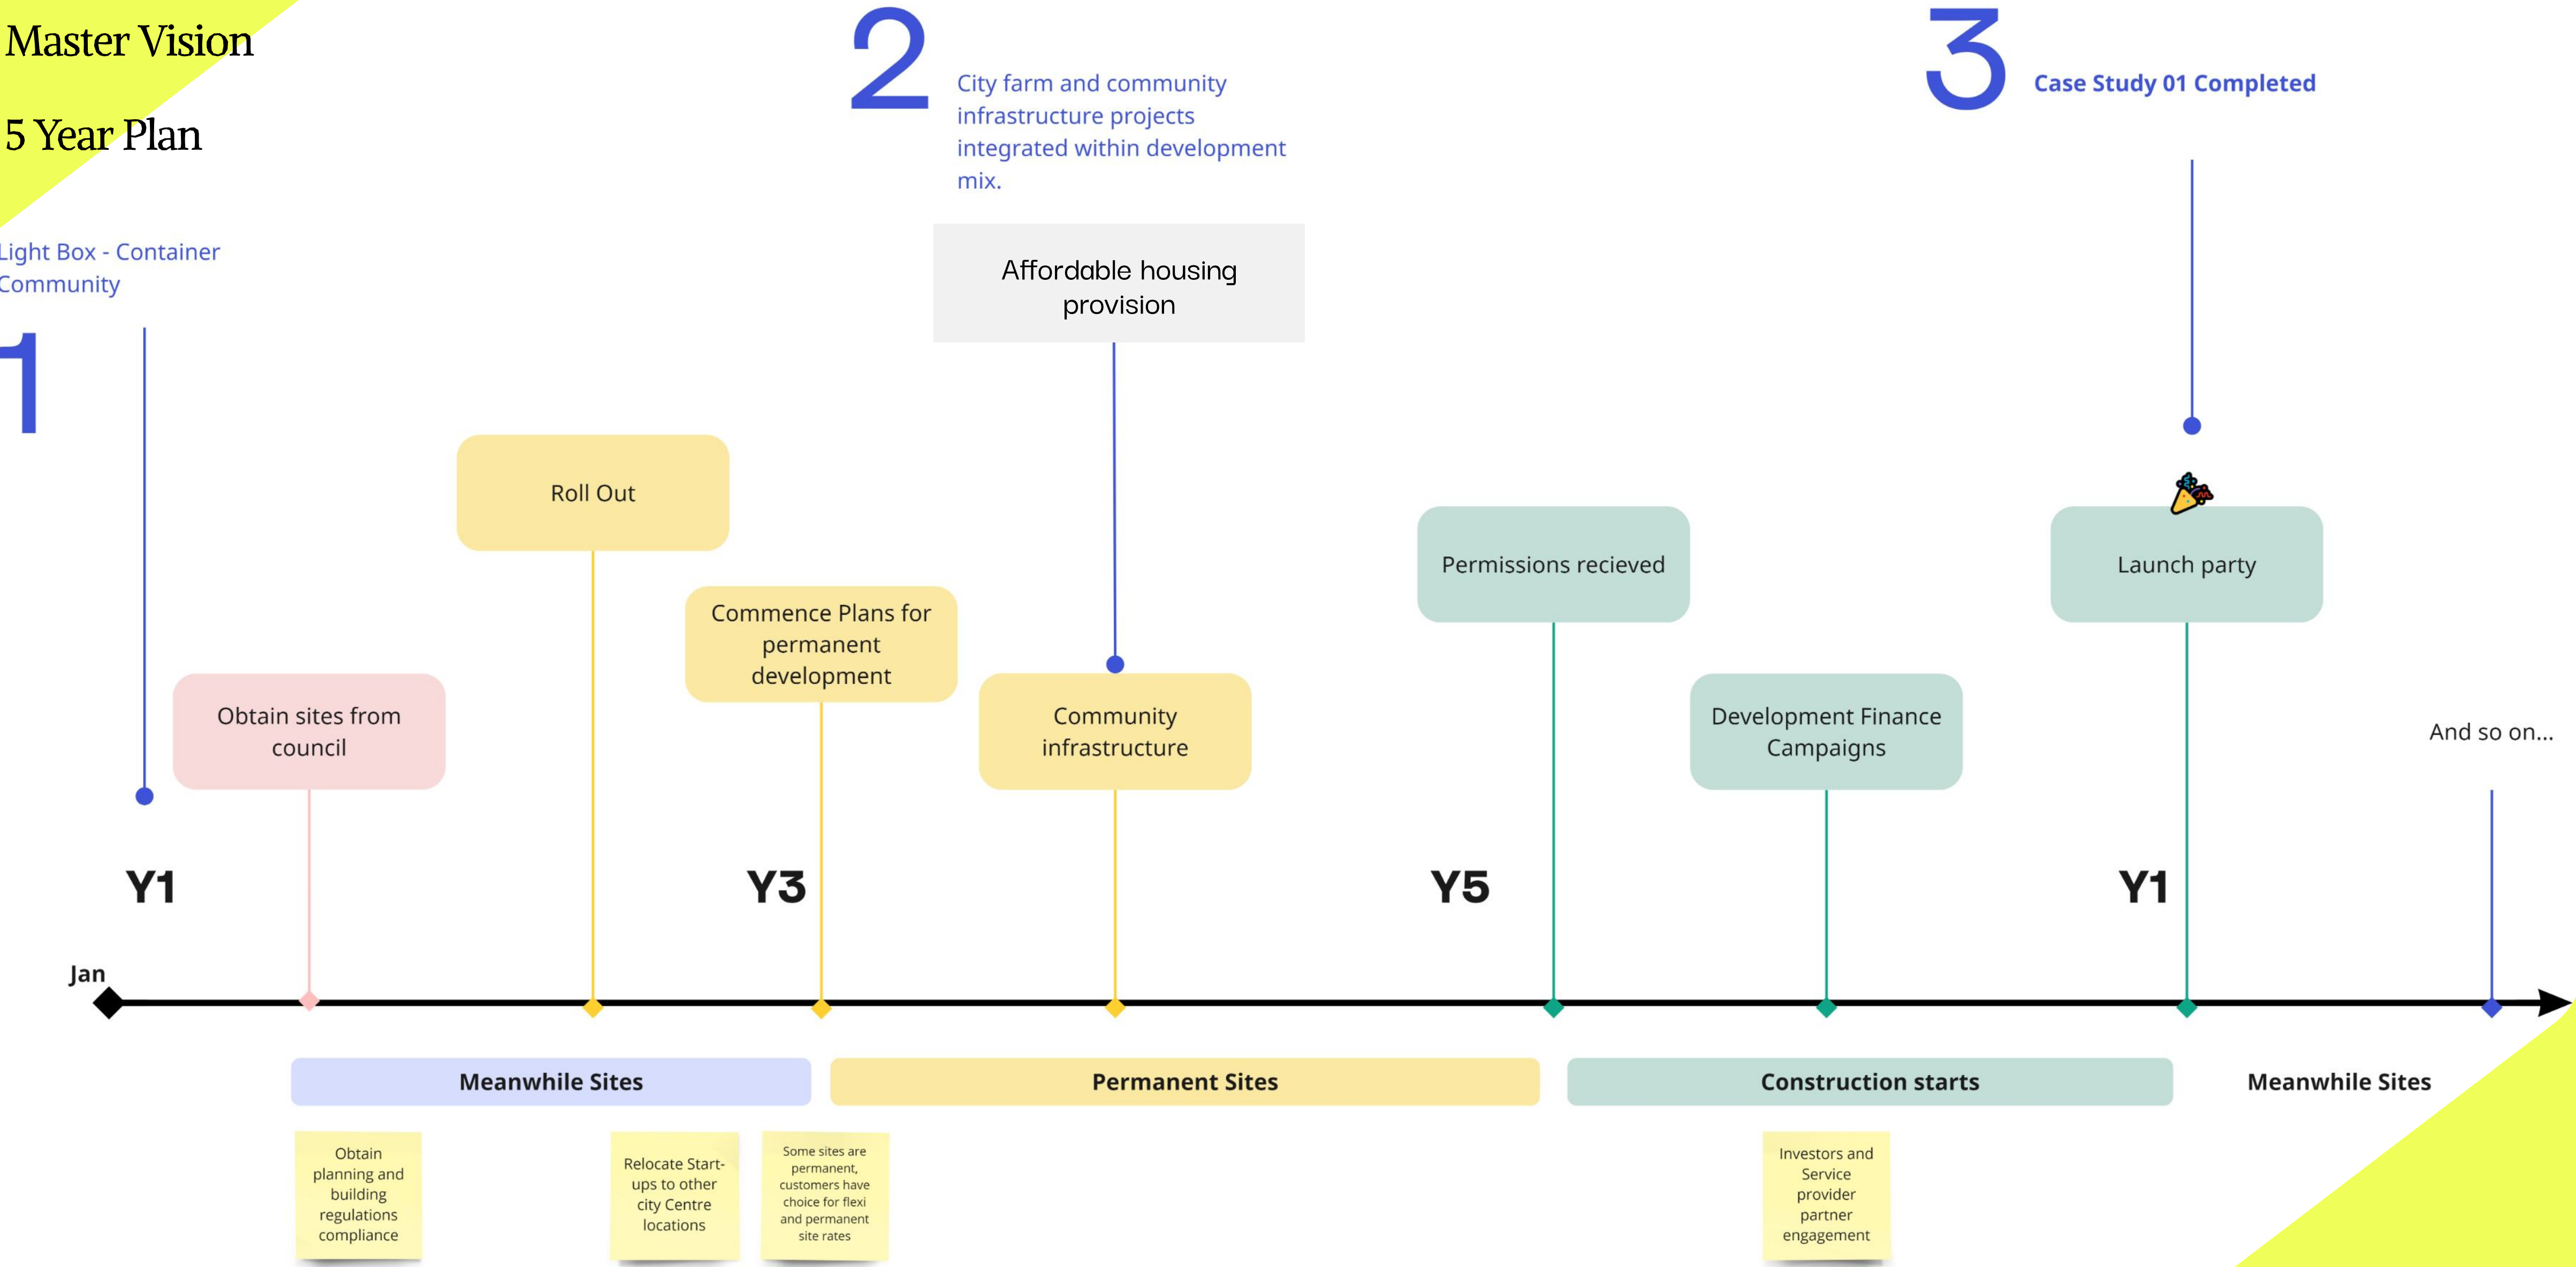 Master Vision
5 Year Plan
2
City farm and community
infrastructure projects
integrated within development
mix.
3
Case Study 01 Completed
Light Box - Container
Community
1
Affordable housing
provision
Roll Out
Commence Plans for
permanent
development
Obtain sites from
council
Community
infrastructure
Permissions recieved
Development Finance
Campaigns
Launch party
And so on...
Y1
Y3
Y5
Y1
Jan
Meanwhile Sites
Permanent Sites
Construction starts
Meanwhile Sites
Obtain
planning and
building
regulations
compliance
Relocate Start-
ups to other
city Centre
locations
Some sites are
permanent,
customers have
choice for flexi
and permanent
site rates
Investors and
Service
provider
partner
engagement